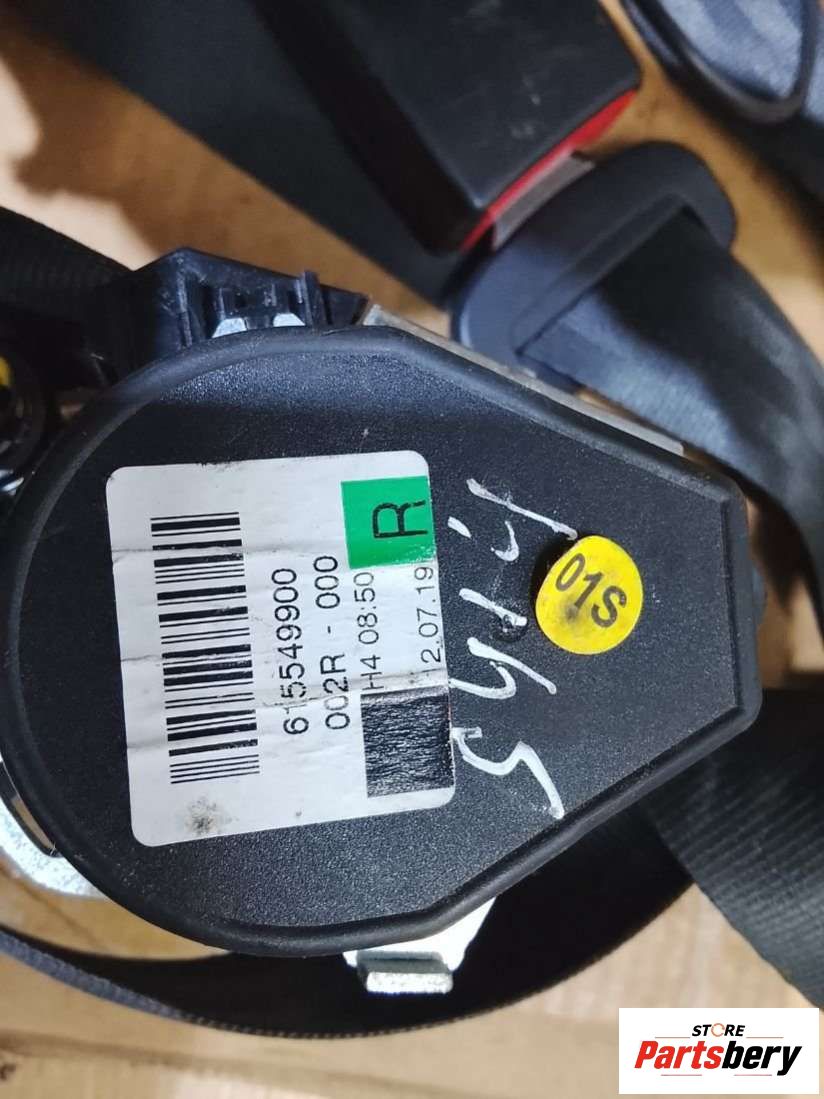 615549900
002R - 000
H4 08:50
2.07.19
R
01S
STORE
Partsbery